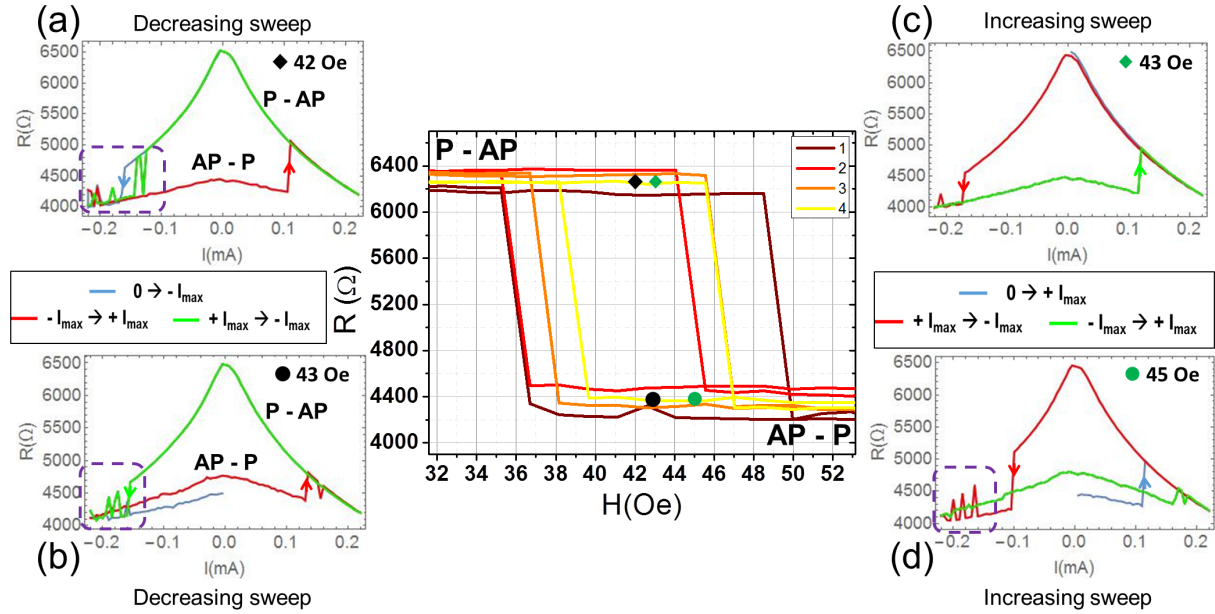 (a)
Decreasing sweep
6500
6000
5500
5000
4500
4000
R(Ω)
◆ 42 Oe
P - AP
AP - P
−0.2 −0.1 0.0 0.1 0.2
I(mA)
0 → - Imax
- Imax → + Imax
+ Imax → - Imax
6500
6000
5500
5000
4500
4000
R(Ω)
● 43 Oe
P - AP
AP - P
−0.2 −0.1 0.0 0.1 0.2
I(mA)
(b)
Decreasing sweep
P - AP
1
2
3
4
6400
6000
5600
5200
4800
4400
4000
R(Ω)
AP - P
32 34 36 38 40 42 44 46 48 50 52
H(Oe)
(c)
Increasing sweep
6500
6000
5500
5000
4500
4000
R(Ω)
◆ 43 Oe
−0.2 −0.1 0.0 0.1 0.2
I(mA)
0 → + Imax
+ Imax → - Imax
- Imax → + Imax
6500
6000
5500
5000
4500
4000
R(Ω)
● 45 Oe
−0.2 −0.1 0.0 0.1 0.2
I(mA)
(d)
Increasing sweep